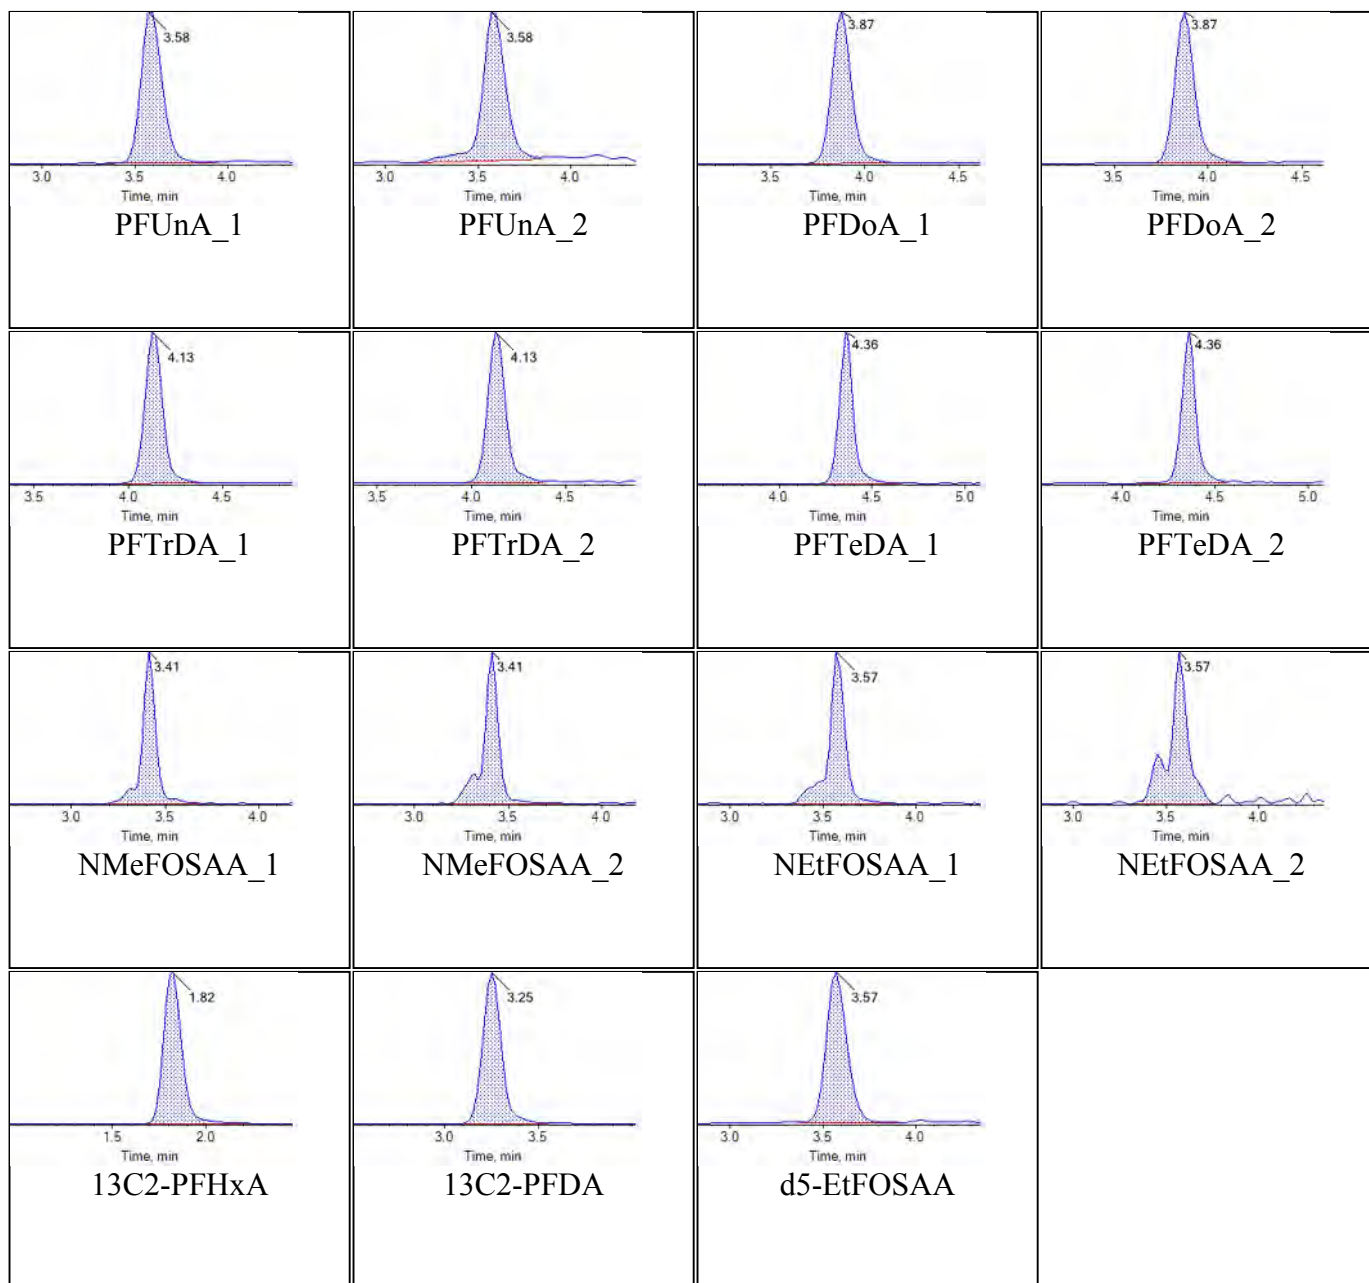 3.58
3.0 3.5 4.0
Time, min
PFUnA_1
3.58
3.0 3.5 4.0
Time, min
PFUnA_2
3.87
3.5 4.0 4.5
Time, min
PFDoA_1
3.87
3.5 4.0 4.5
Time, min
PFDoA_2
4.13
3.5 4.0 4.5
Time, min
PFTrDA_1
4.13
3.5 4.0 4.5
Time, min
PFTrDA_2
4.36
4.0 4.5 5.0
Time, min
PFTeDA_1
4.36
4.0 4.5 5.0
Time, min
PFTeDA_2
3.41
3.0 3.5 4.0
Time, min
NMeFOSAA_1
3.41
3.0 3.5 4.0
Time, min
NMeFOSAA_2
3.57
3.0 3.5 4.0
Time, min
NEtFOSAA_1
3.57
3.0 3.5 4.0
Time, min
NEtFOSAA_2
1.82
1.5 2.0
Time, min
13C2-PFHxA
3.25
3.0 3.5
Time, min
13C2-PFDA
3.57
3.0 3.5 4.0
Time, min
d5-EtFOSAA